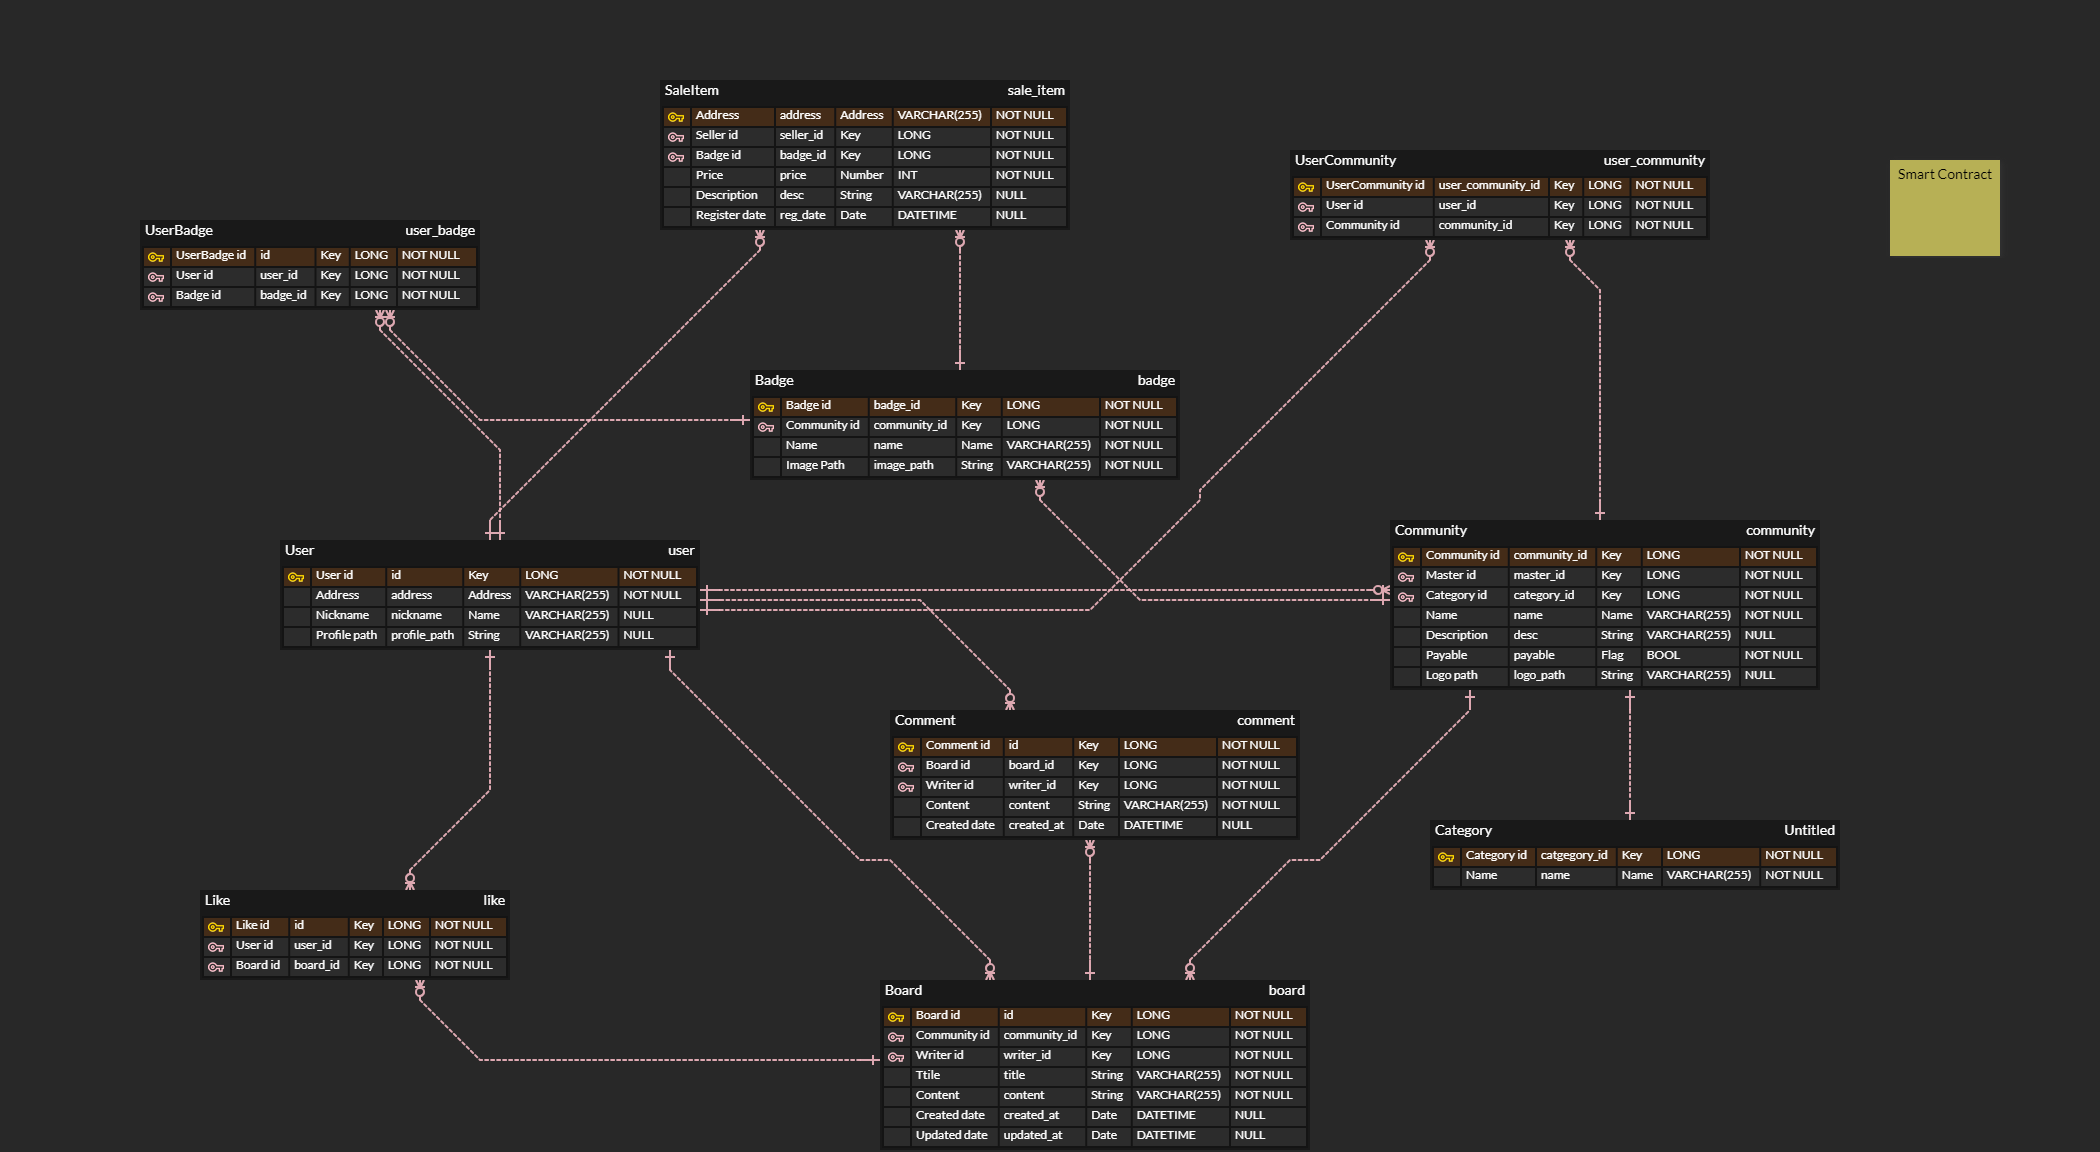 SaleItem sale_item
Address address Address VARCHAR(255) NOT NULL
Seller id seller_id Key LONG NOT NULL
Badge id badge_id Key LONG NOT NULL
Price price Number INT NOT NULL
Description desc String VARCHAR(255) NULL
Register date reg_date Date DATETIME NULL
UserCommunity user_community
UserCommunity id user_community_id Key LONG NOT NULL
User id user_id Key LONG NOT NULL
Community id community_id Key LONG NOT NULL
Smart Contract
UserBadge user_badge
UserBadge id id Key LONG NOT NULL
User id user_id Key LONG NOT NULL
Badge id badge_id Key LONG NOT NULL
Badge badge
Badge id badge_id Key LONG NOT NULL
Community id community_id Key LONG NOT NULL
Name name Name VARCHAR(255) NOT NULL
Image Path image_path String VARCHAR(255) NOT NULL
User user
User id id Key LONG NOT NULL
Address address Address VARCHAR(255) NOT NULL
Nickname nickname Name VARCHAR(255) NULL
Profile path profile_path String VARCHAR(255) NULL
Community community
Community id community_id Key LONG NOT NULL
Master id master_id Key LONG NOT NULL
Category id category_id Key LONG NOT NULL
Name name Name VARCHAR(255) NOT NULL
Description desc String VARCHAR(255) NULL
Payable payable Flag BOOL NOT NULL
Logo path logo_path String VARCHAR(255) NULL
Comment comment
Comment id id Key LONG NOT NULL
Board id board_id Key LONG NOT NULL
Writer id writer_id Key LONG NOT NULL
Content content String VARCHAR(255) NOT NULL
Created date created_at Date DATETIME NULL
Category Untitled
Category id catgegory_id Key LONG NOT NULL
Name name Name VARCHAR(255) NOT NULL
Like like
Like id id Key LONG NOT NULL
User id user_id Key LONG NOT NULL
Board id board_id Key LONG NOT NULL
Board board
Board id id Key LONG NOT NULL
Community id community_id Key LONG NOT NULL
Writer id writer_id Key LONG NOT NULL
Ttile title String VARCHAR(255) NOT NULL
Content content String VARCHAR(255) NOT NULL
Created date created_at Date DATETIME NULL
Updated date updated_at Date DATETIME NULL